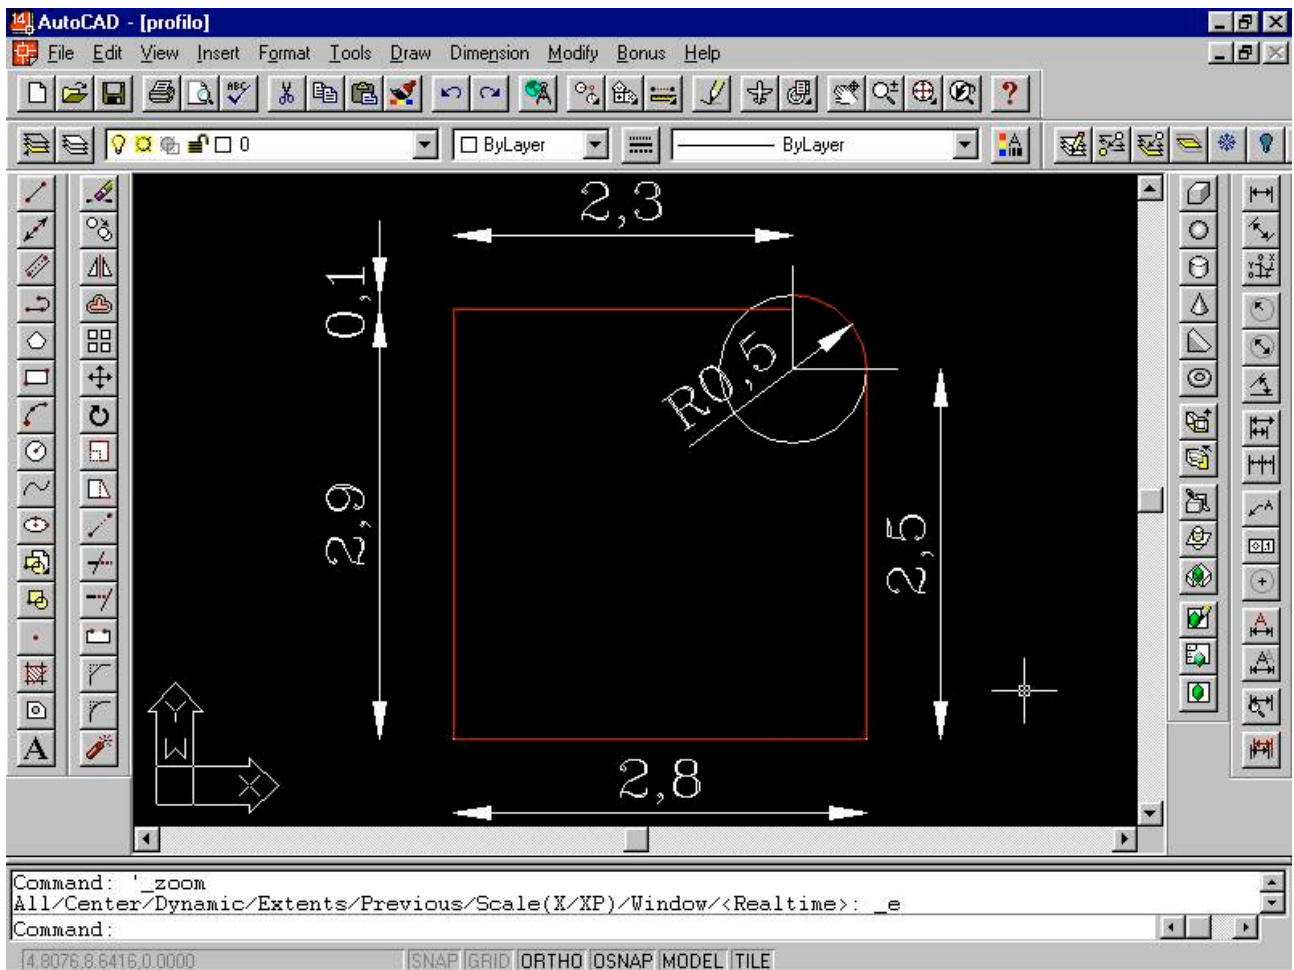 AutoCAD - [profilo]
File Edit View Insert Format Tools Draw Dimension Modify Bonus Help
ABC
0 ByLayer ByLayer
2,3
0,1
R0,5
2,9
2,5
2,8
Y
W
X
A
Command: '_zoom
All/Center/Dynamic/Extents/Previous/Scale(X/XP)/Window/<Realtime>: _e
Command:
4.8076,8.6416,0.0000 SNAP GRID ORTHO OSNAP MODEL TILE